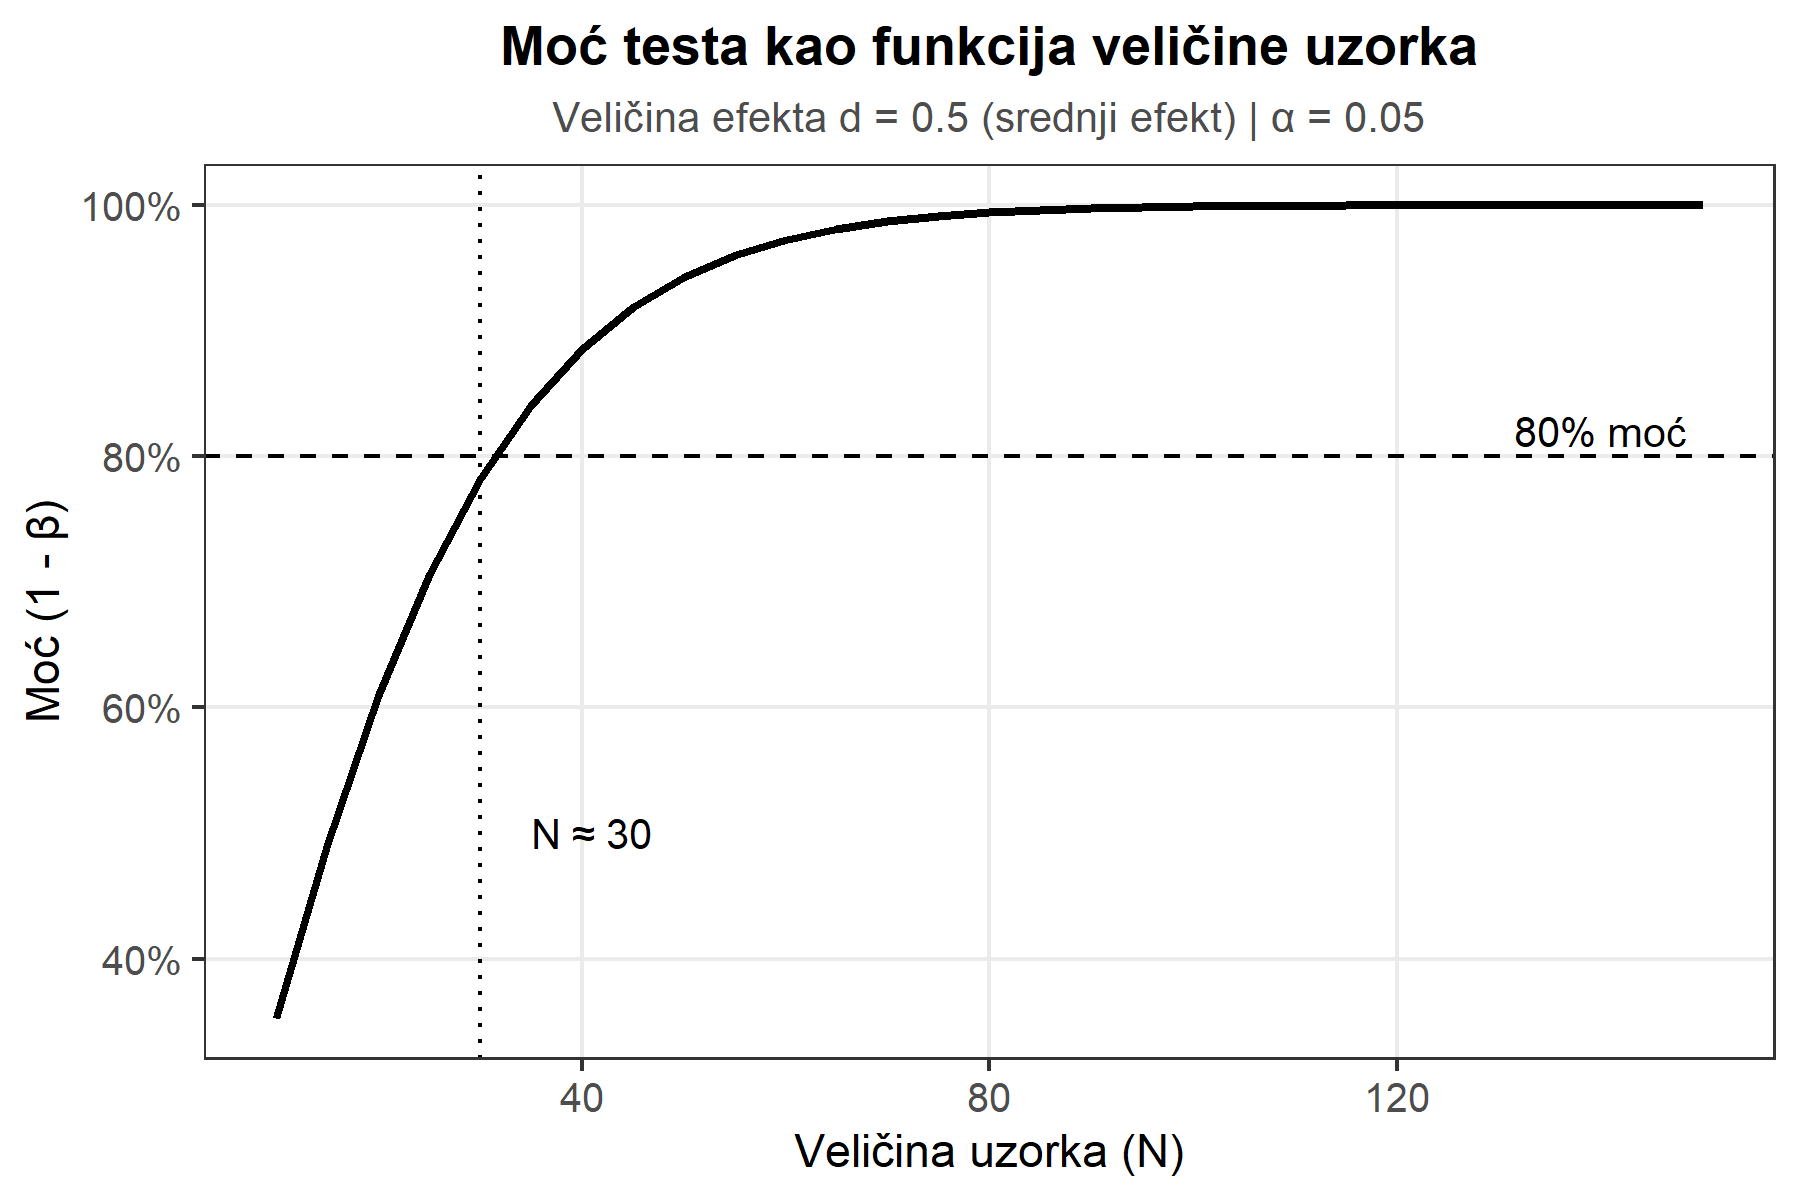 Moć testa kao funkcija veličine uzorka
Veličina efekta d = 0.5 (srednji efekt) | α = 0.05
100%
80%
60%
40%
Moć (1 - β)
80% moć
N ≈ 30
40
80
120
Veličina uzorka (N)